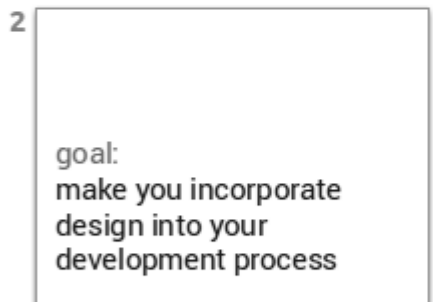 2
goal:
make you incorporate
design into your
development process